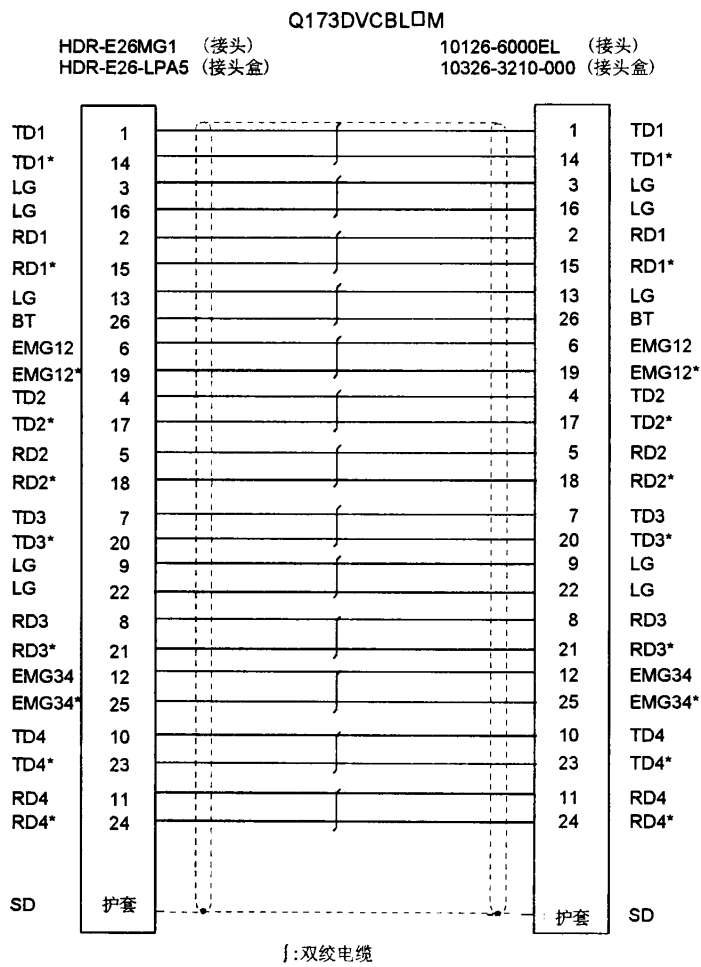 Q173DVCBL□M
HDR-E26MG1 （接头） 10126-6000EL （接头）
HDR-E26-LPA5 （接头盒） 10326-3210-000 （接头盒）
TD1 1 1 TD1
TD1* 14 14 TD1*
LG 3 3 LG
LG 16 16 LG
RD1 2 2 RD1
RD1* 15 15 RD1*
LG 13 13 LG
BT 26 26 BT
EMG12 6 6 EMG12
EMG12* 19 19 EMG12*
TD2 4 4 TD2
TD2* 17 17 TD2*
RD2 5 5 RD2
RD2* 18 18 RD2*
TD3 7 7 TD3
TD3* 20 20 TD3*
LG 9 9 LG
LG 22 22 LG
RD3 8 8 RD3
RD3* 21 21 RD3*
EMG34 12 12 EMG34
EMG34* 25 25 EMG34*
TD4 10 10 TD4
TD4* 23 23 TD4*
RD4 11 11 RD4
RD4* 24 24 RD4*
SD 护套 护套 SD
⌠:双绞电缆